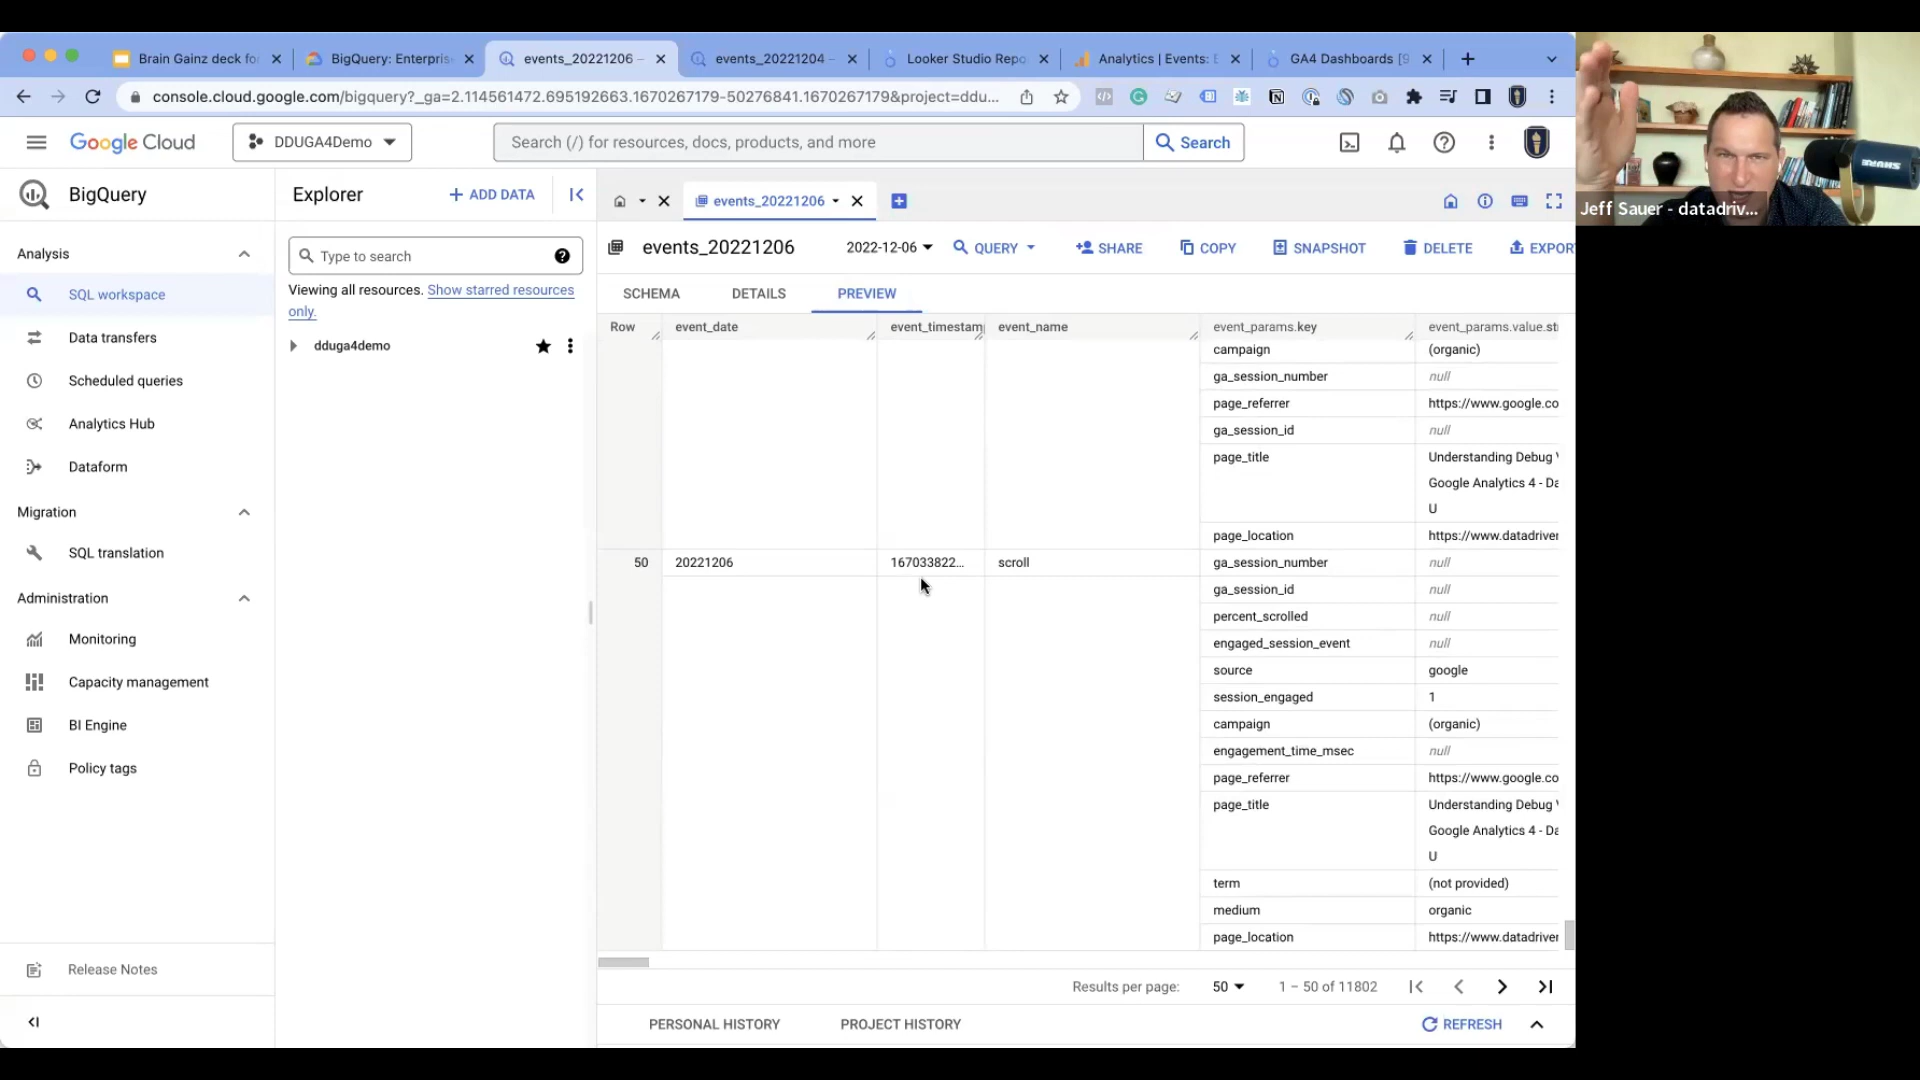 Brain Gainz deck fo
BigQuery: Enterpris
events_20221206 -
events_20221204 -
Looker Studio Repo
Analytics | Events: E
GA4 Dashboards [9
console.cloud.google.com/bigquery?_ga=2.114561472.695192663.1670267179-50276841.1670267179&project=ddu...
Google Cloud
DDUGA4Demo
Search (/) for resources, docs, products, and more
Search
Jeff Sauer - datadriv...
BigQuery
Analysis
SQL workspace
Data transfers
Scheduled queries
Analytics Hub
Dataform
Migration
SQL translation
Administration
Monitoring
Capacity management
BI Engine
Policy tags
Release Notes
Explorer
+ ADD DATA
Type to search
Viewing all resources. Show starred resources
only.
dduga4demo
events_20221206
events_20221206
2022-12-06
QUERY
SHARE
COPY
SNAPSHOT
DELETE
EXPOR
SCHEMA
DETAILS
PREVIEW
Row event_date event_timestam event_name event_params.key event_params.value.st
campaign (organic)
ga_session_number null
page_referrer https://www.google.co
ga_session_id null
page_title Understanding Debug
Google Analytics 4 - Da
U
page_location https://www.datadriver
50 20221206 167033822... scroll ga_session_number null
ga_session_id null
percent_scrolled null
engaged_session_event null
source google
session_engaged 1
campaign (organic)
engagement_time_msec null
page_referrer https://www.google.co
page_title Understanding Debug
Google Analytics 4 - Da
U
term (not provided)
medium organic
page_location https://www.datadriver
Results per page: 50 1 – 50 of 11802
PERSONAL HISTORY
PROJECT HISTORY
REFRESH